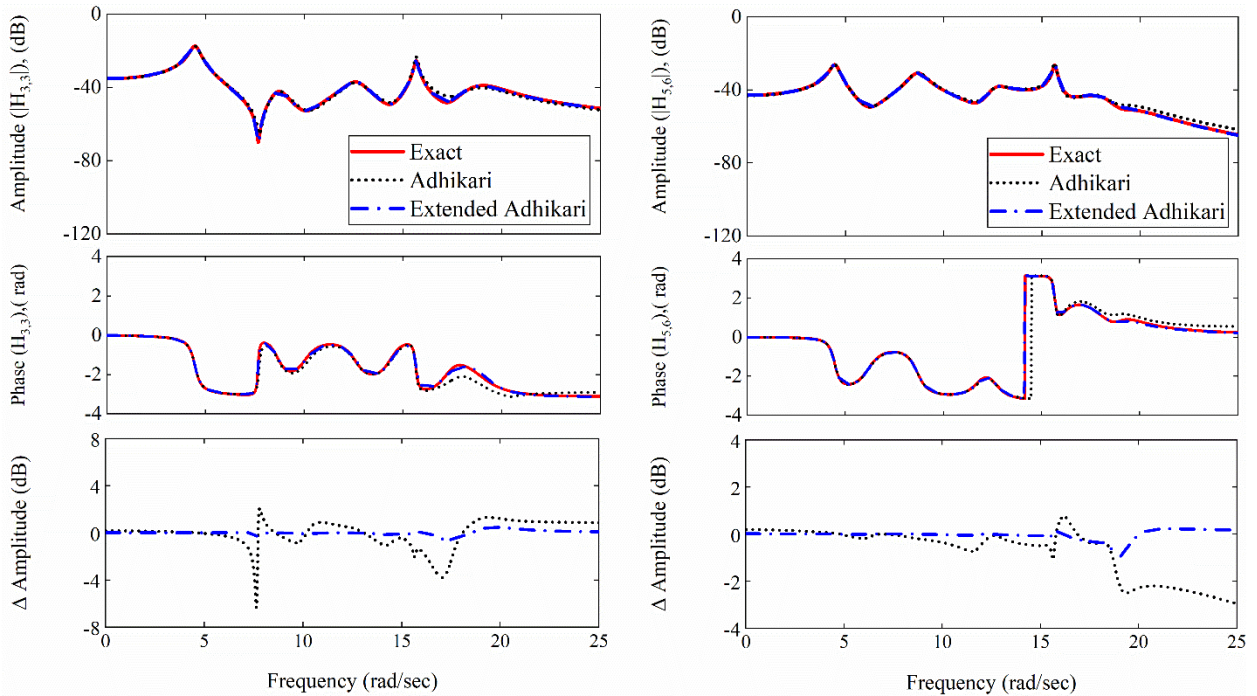 0
-40
-80
-120
Amplitude (|H3,3|), (dB)
Exact
Adhikari
Extended Adhikari
4
2
0
-2
-4
Phase (H3,3),( rad)
8
4
0
-4
-8
Δ Amplitude (dB)
0 5 10 15 20 25
Frequency (rad/sec)
0
-40
-80
-120
Amplitude (|H5,6|), (dB)
Exact
Adhikari
Extended Adhikari
4
2
0
-2
-4
Phase (H5,6),( rad)
4
2
0
-2
-4
Δ Amplitude (dB)
0 5 10 15 20 25
Frequency (rad/sec)